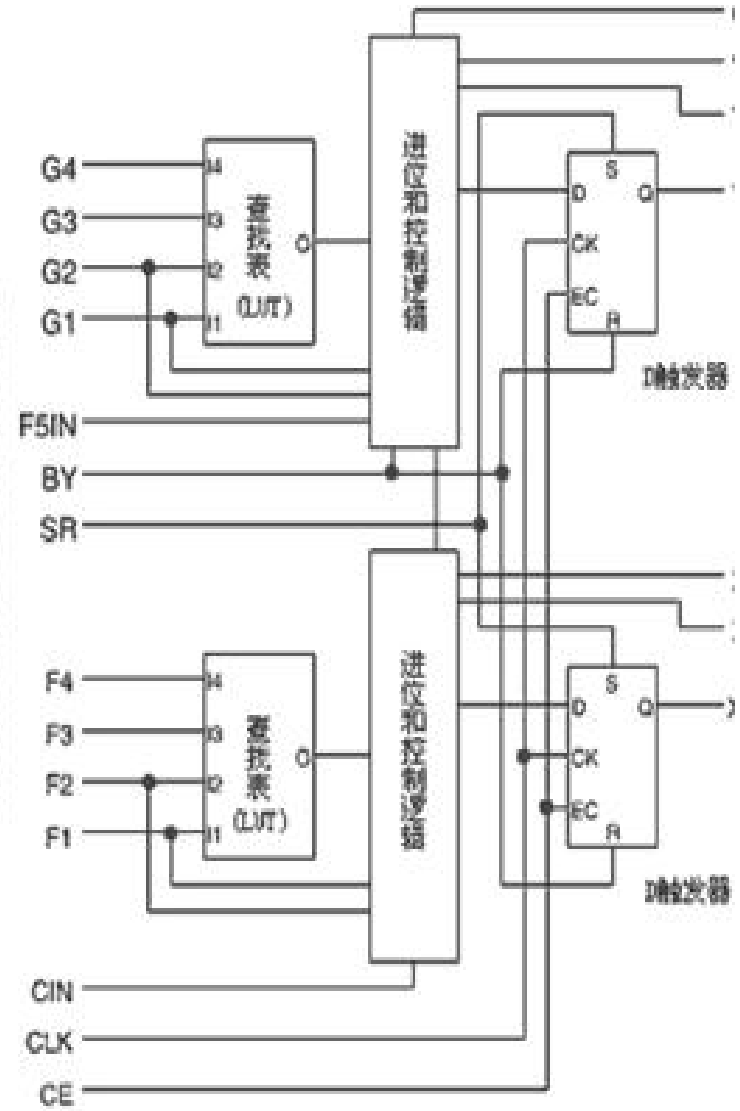 G4
G3
G2
G1
I4
I3
I2
I1
查找表
(LUT)
O
进位和控制逻辑
S
D
Q
CK
EC
R
D触发器
F5IN
BY
SR
F4
F3
F2
F1
I4
I3
I2
I1
查找表
(LUT)
O
进位和控制逻辑
S
D
Q
CK
EC
R
D触发器
X
CIN
CLK
CE